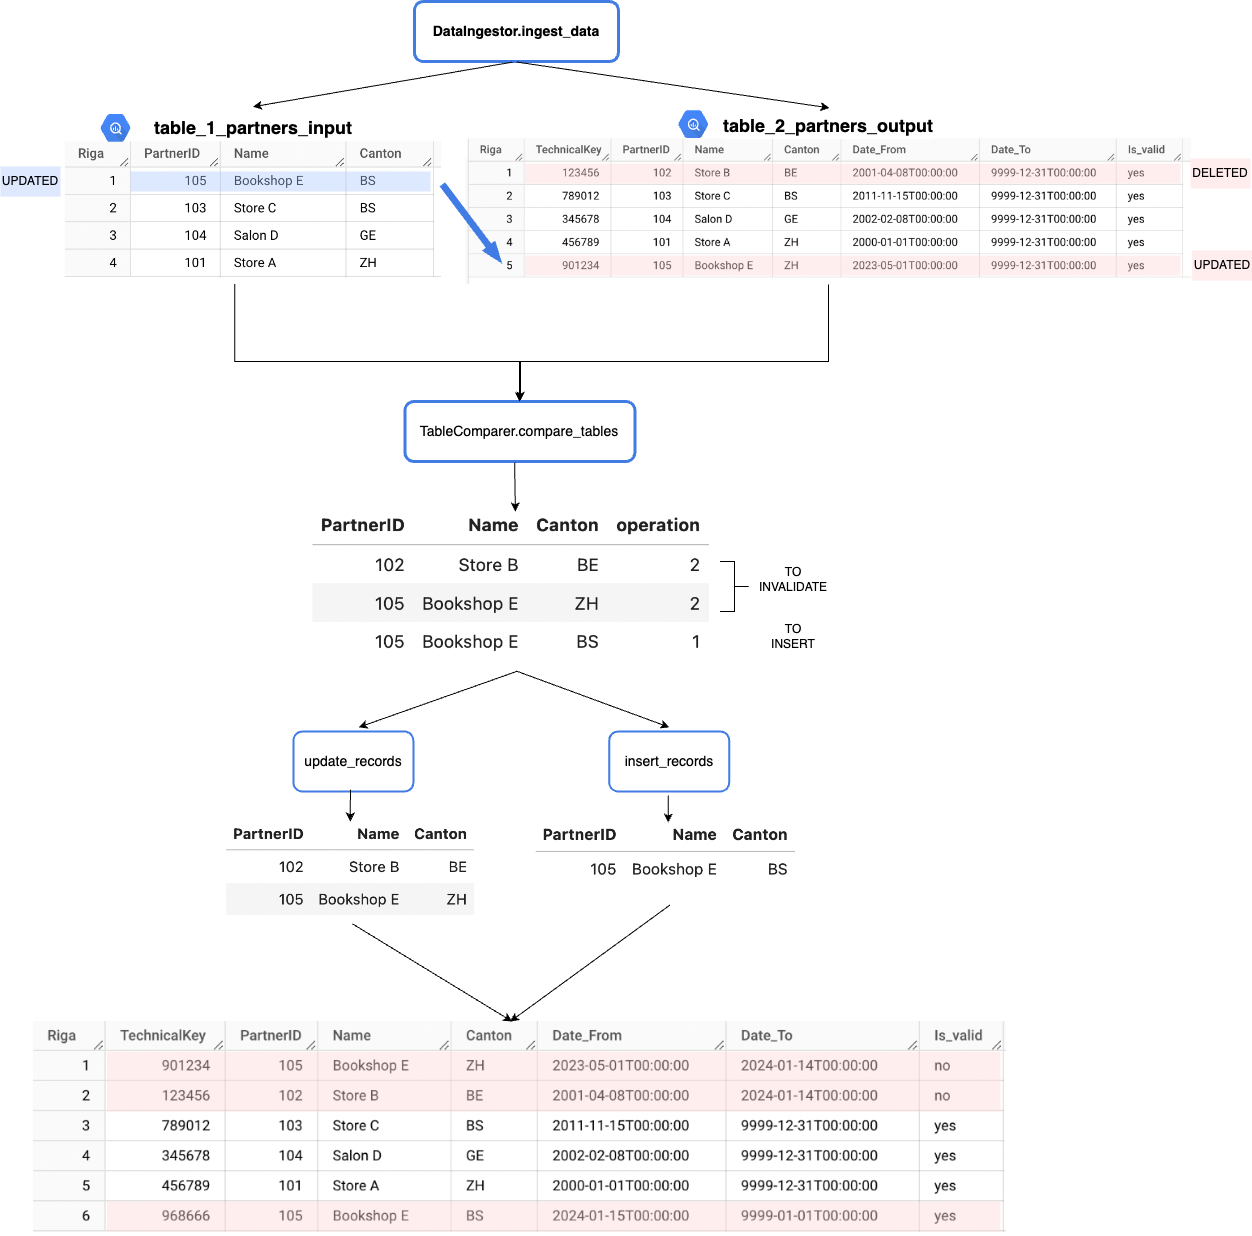 DataIngestor.ingest_data
table_1_partners_input
Riga PartnerID Name Canton
UPDATED 1 105 Bookshop E BS
2 103 Store C BS
3 104 Salon D GE
4 101 Store A ZH
table_2_partners_output
Riga TechnicalKey PartnerID Name Canton Date_From Date_To Is_valid
1 123456 102 Store B BE 2001-04-08T00:00:00 9999-12-31T00:00:00 yes DELETED
2 789012 103 Store C BS 2011-11-15T00:00:00 9999-12-31T00:00:00 yes
3 345678 104 Salon D GE 2002-02-08T00:00:00 9999-12-31T00:00:00 yes
4 456789 101 Store A ZH 2000-01-01T00:00:00 9999-12-31T00:00:00 yes
5 901234 105 Bookshop E ZH 2023-05-01T00:00:00 9999-12-31T00:00:00 yes UPDATED
TableComparer.compare_tables
PartnerID Name Canton operation
102 Store B BE 2
105 Bookshop E ZH 2
105 Bookshop E BS 1
TO
INVALIDATE
TO
INSERT
update_records
PartnerID Name Canton
102 Store B BE
105 Bookshop E ZH
insert_records
PartnerID Name Canton
105 Bookshop E BS
Riga TechnicalKey PartnerID Name Canton Date_From Date_To Is_valid
1 901234 105 Bookshop E ZH 2023-05-01T00:00:00 2024-01-14T00:00:00 no
2 123456 102 Store B BE 2001-04-08T00:00:00 2024-01-14T00:00:00 no
3 789012 103 Store C BS 2011-11-15T00:00:00 9999-12-31T00:00:00 yes
4 345678 104 Salon D GE 2002-02-08T00:00:00 9999-12-31T00:00:00 yes
5 456789 101 Store A ZH 2000-01-01T00:00:00 9999-12-31T00:00:00 yes
6 968666 105 Bookshop E BS 2024-01-15T00:00:00 9999-01-01T00:00:00 yes